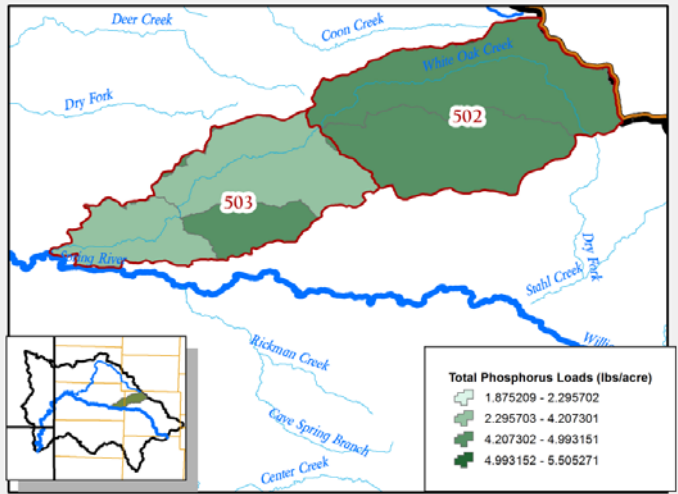 Deer Creek
Coon Creek
White Oak Creek
Dry Fork
502
503
Spring River
Dry Fork
Stahl Creek
Rickman Creek
Cave Spring Branch
Center Creek
Total Phosphorus Loads (lbs/acre)
1.875209 - 2.295702
2.295703 - 4.207301
4.207302 - 4.993151
4.993152 - 5.505271